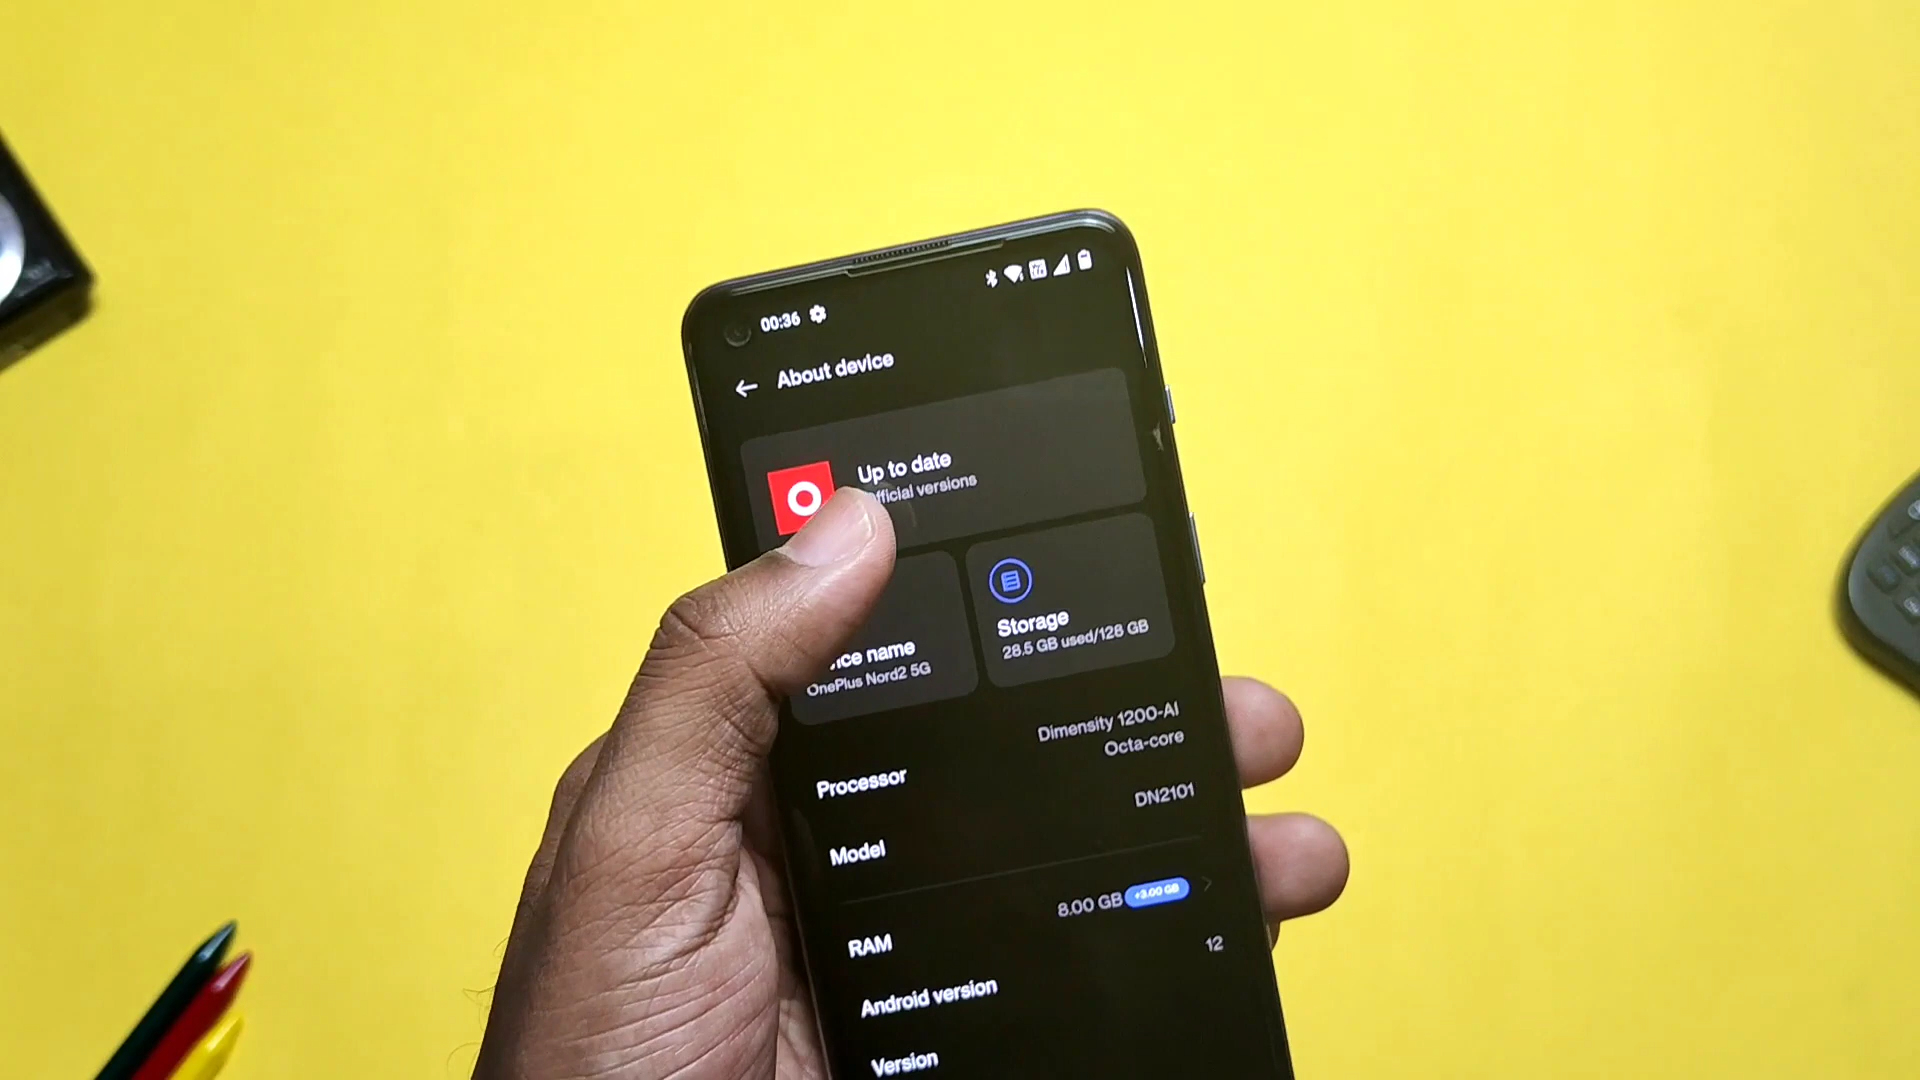 00:36
About device
Up to date
official versions
Device name
OnePlus Nord2 5G
Storage
28.5 GB used/128 GB
Processor
Dimensity 1200-AI
Octa-core
Model
DN2101
RAM
8.00 GB +3.00 GB
Android version
12
Version